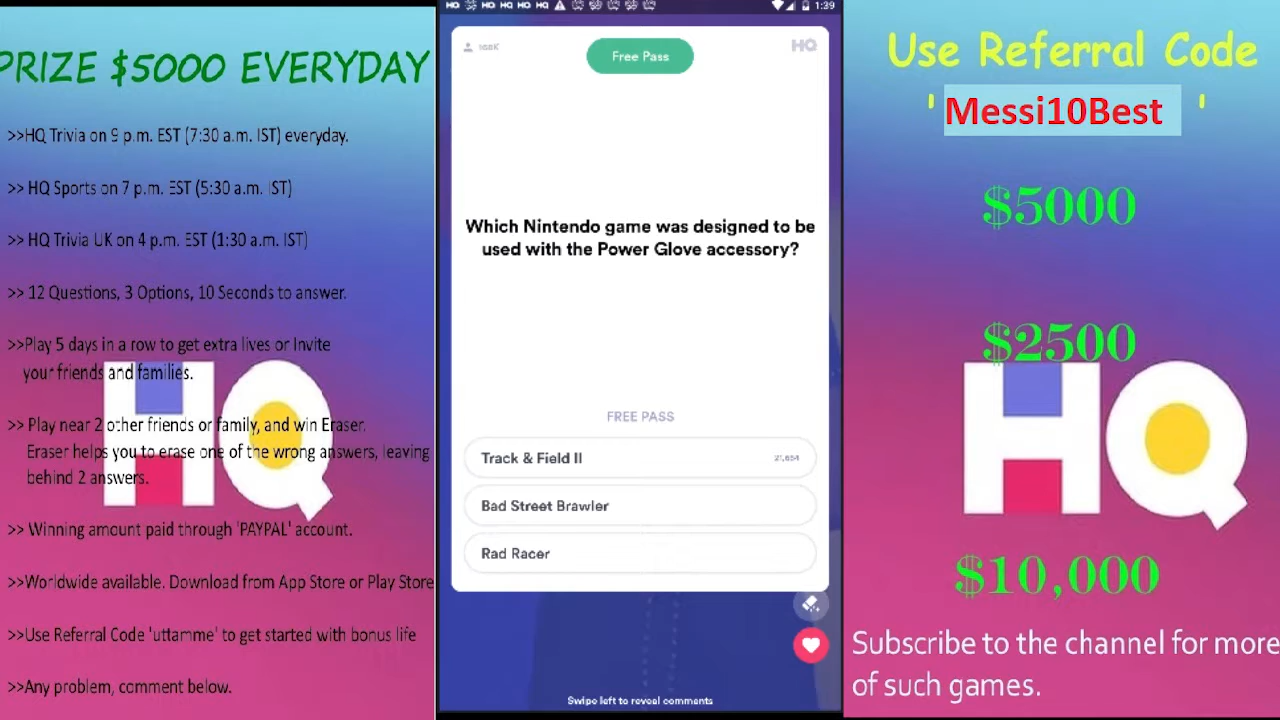 PRIZE $5000 EVERYDAY
>>HQ Trivia on 9 p.m. EST (7:30 a.m. IST) everyday.
>> HQ Sports on 7 p.m. EST (5:30 a.m. IST)
>> HQ Trivia UK on 4 p.m. EST (1:30 a.m. IST)
>> 12 Questions, 3 Options, 10 Seconds to answer.
>>Play 5 days in a row to get extra lives or Invite
your friends and families.
>> Play near 2 other friends or family, and win Eraser.
Eraser helps you to erase one of the wrong answers, leaving
behind 2 answers.
>> Winning amount paid through 'PAYPAL' account.
>>Worldwide available. Download from App Store or Play Store
>>Use Referral Code 'uttamme' to get started with bonus life
>>Any problem, comment below.
HQ
HQ HQ HQ HQ HQ 1:39
Free Pass
HQ
Which Nintendo game was designed to be
used with the Power Glove accessory?
FREE PASS
Track & Field II
Bad Street Brawler
Rad Racer
Swipe left to reveal comments
Use Referral Code
' Messi10Best '
$5000
$2500
HQ
$10,000
Subscribe to the channel for more
of such games.